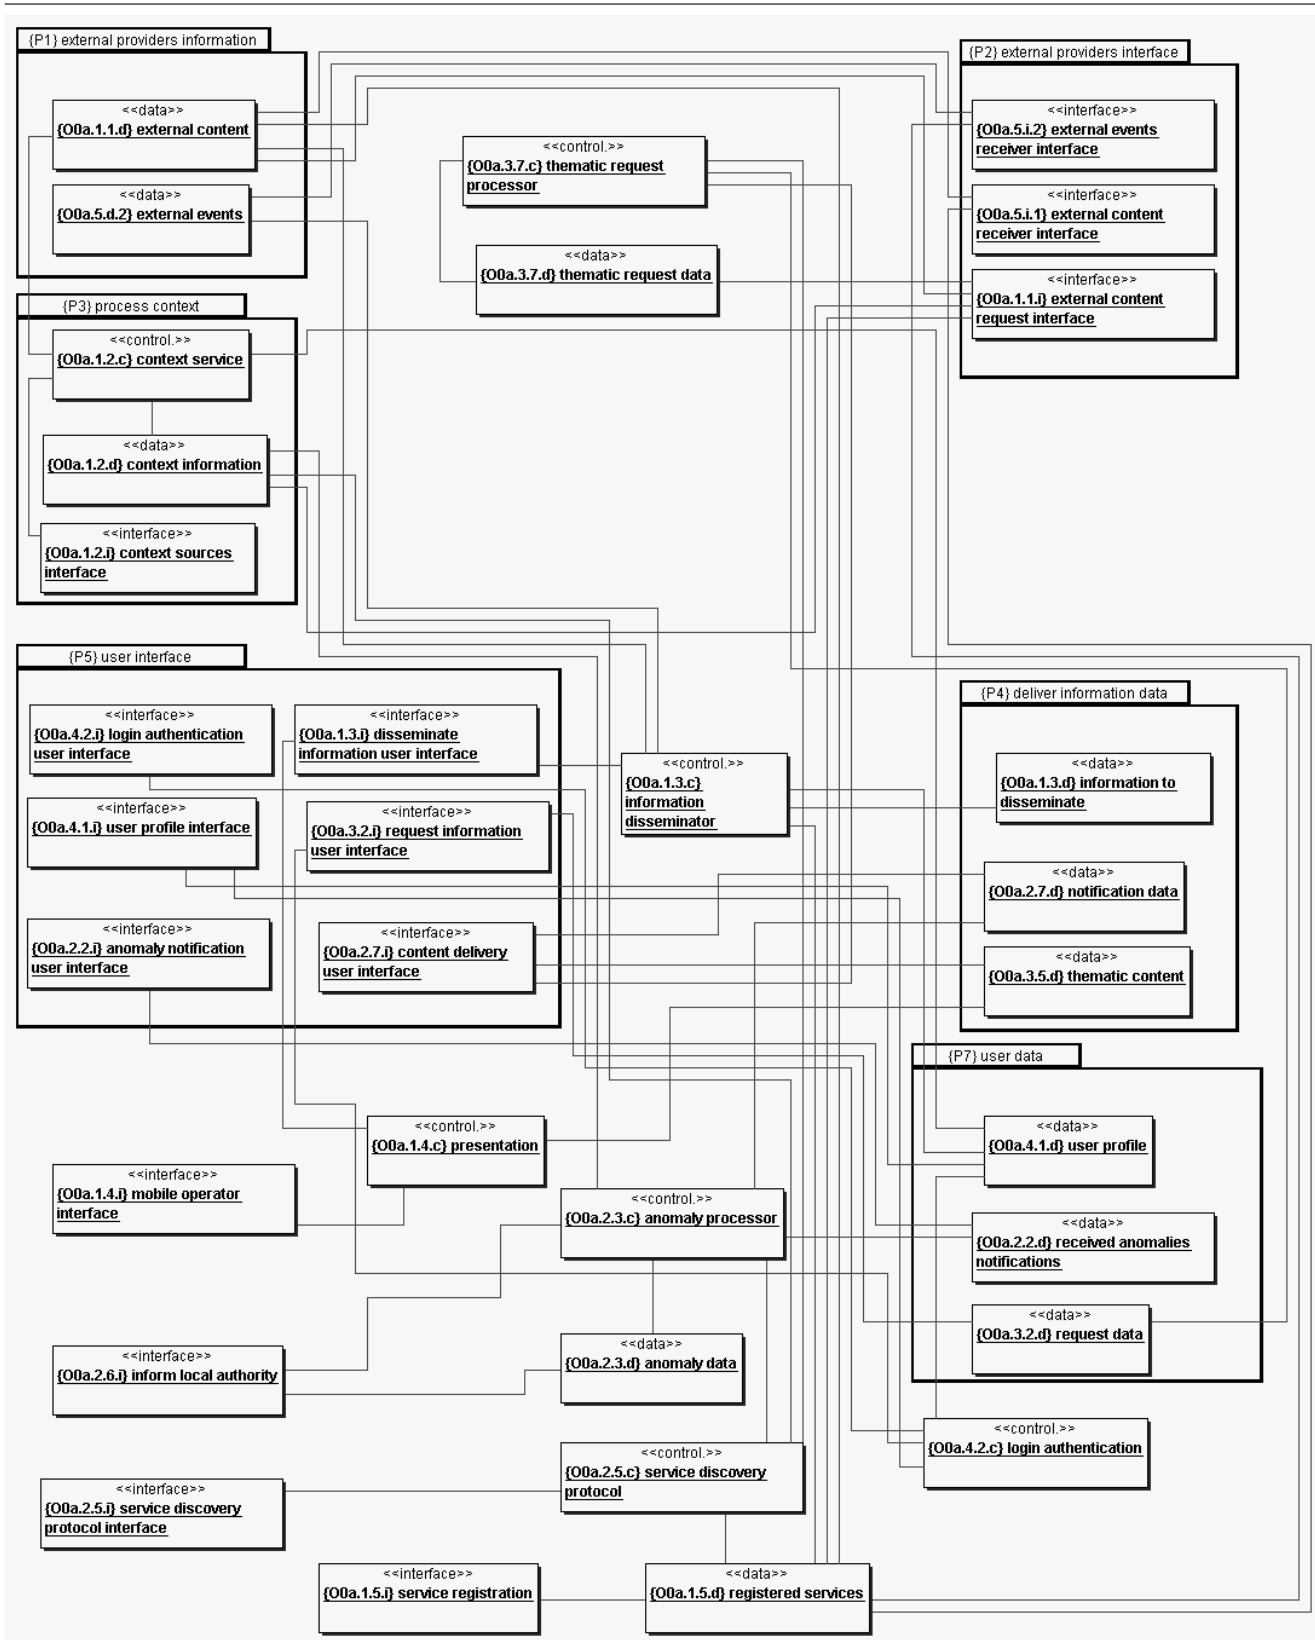 {P1} external providers information
<<data>>
{O0a.1.1.d} external content
<<data>>
{O0a.5.d.2} external events
{P2} external providers interface
<<interface>>
{O0a.5.i.2} external events
receiver interface
<<interface>>
{O0a.5.i.1} external content
receiver interface
<<interface>>
{O0a.1.1.i} external content
request interface
<<control.>>
{O0a.3.7.c} thematic request
processor
<<data>>
{O0a.3.7.d} thematic request data
{P3} process context
<<control.>>
{O0a.1.2.c} context service
<<data>>
{O0a.1.2.d} context information
<<interface>>
{O0a.1.2.i} context sources
interface
{P5} user interface
<<interface>>
{O0a.4.2.i} login authentication
user interface
<<interface>>
{O0a.1.3.i} disseminate
information user interface
<<interface>>
{O0a.4.1.i} user profile interface
<<interface>>
{O0a.3.2.i} request information
user interface
<<interface>>
{O0a.2.2.i} anomaly notification
user interface
<<interface>>
{O0a.2.7.i} content delivery
user interface
<<control.>>
{O0a.1.3.c}
information
disseminator
{P4} deliver information data
<<data>>
{O0a.1.3.d} information to
disseminate
<<data>>
{O0a.2.7.d} notification data
<<data>>
{O0a.3.5.d} thematic content
{P7} user data
<<data>>
{O0a.4.1.d} user profile
<<data>>
{O0a.2.2.d} received anomalies
notifications
<<data>>
{O0a.3.2.d} request data
<<control.>>
{O0a.1.4.c} presentation
<<interface>>
{O0a.1.4.i} mobile operator
interface
<<control.>>
{O0a.2.3.c} anomaly processor
<<data>>
{O0a.2.3.d} anomaly data
<<interface>>
{O0a.2.6.i} inform local authority
<<control.>>
{O0a.4.2.c} login authentication
<<control.>>
{O0a.2.5.c} service discovery
protocol
<<interface>>
{O0a.2.5.i} service discovery
protocol interface
<<interface>>
{O0a.1.5.i} service registration
<<data>>
{O0a.1.5.d} registered services